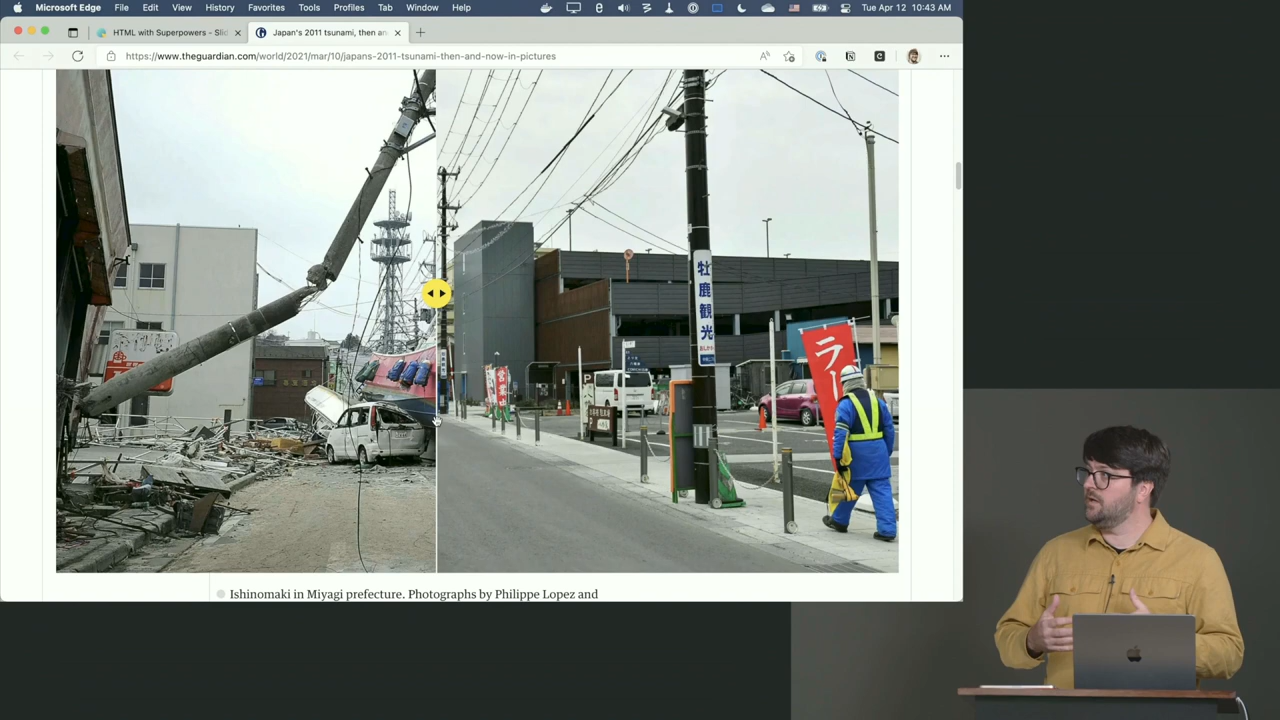 Microsoft Edge File Edit View History Favorites Tools Profiles Tab Window Help Tue Apr 12 10:43 AM
HTML with Superpowers - Slid
Japan's 2011 tsunami, then an
https://www.theguardian.com/world/2021/mar/10/japans-2011-tsunami-then-and-now-in-pictures
牡鹿観光
ラー
営業
P
Ishinomaki in Miyagi prefecture. Photographs by Philippe Lopez and